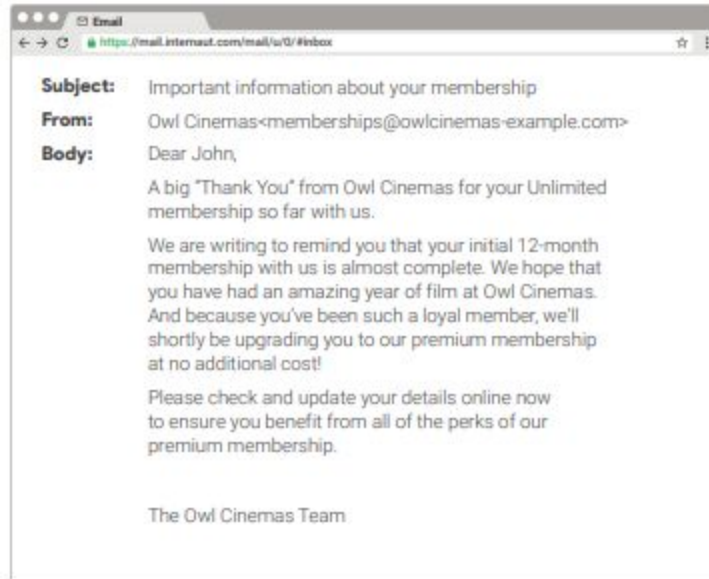 Email
https://mail.internaut.com/mail/u/0/#inbox
Subject: Important information about your membership
From: Owl Cinemas<memberships@owlcinemas-example.com>
Body: Dear John,
A big "Thank You" from Owl Cinemas for your Unlimited
membership so far with us.
We are writing to remind you that your initial 12-month
membership with us is almost complete. We hope that
you have had an amazing year of film at Owl Cinemas.
And because you've been such a loyal member, we'll
shortly be upgrading you to our premium membership
at no additional cost!
Please check and update your details online now
to ensure you benefit from all of the perks of our
premium membership.
The Owl Cinemas Team